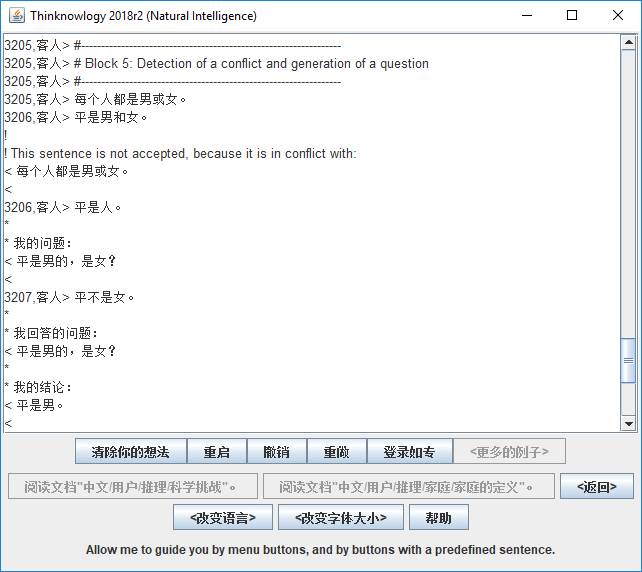 Thinknowlogy 2018r2 (Natural Intelligence)
3205,客人> #-----------------------------------------------------------------
3205,客人> # Block 5: Detection of a conflict and generation of a question
3205,客人> #-----------------------------------------------------------------
3205,客人> 每个人都是男或女。
3206,客人> 平是男和女。
!
! This sentence is not accepted, because it is in conflict with:
< 每个人都是男或女。
<
3206,客人> 平是人。
*
* 我的问题：
< 平是男的，是女？
<
3207,客人> 平不是女。
*
* 我回答的问题：
< 平是男的，是女？
*
* 我的结论：
< 平是男。
<
清除你的想法 重启 撤销 重做 登录如专 <更多的例子>
阅读文档"中文/用户/推理/科学挑战"。 阅读文档"中文/用户/推理/家庭/家庭的定义"。 <返回>
<改变语言> <改变字体大小> 帮助
Allow me to guide you by menu buttons, and by buttons with a predefined sentence.